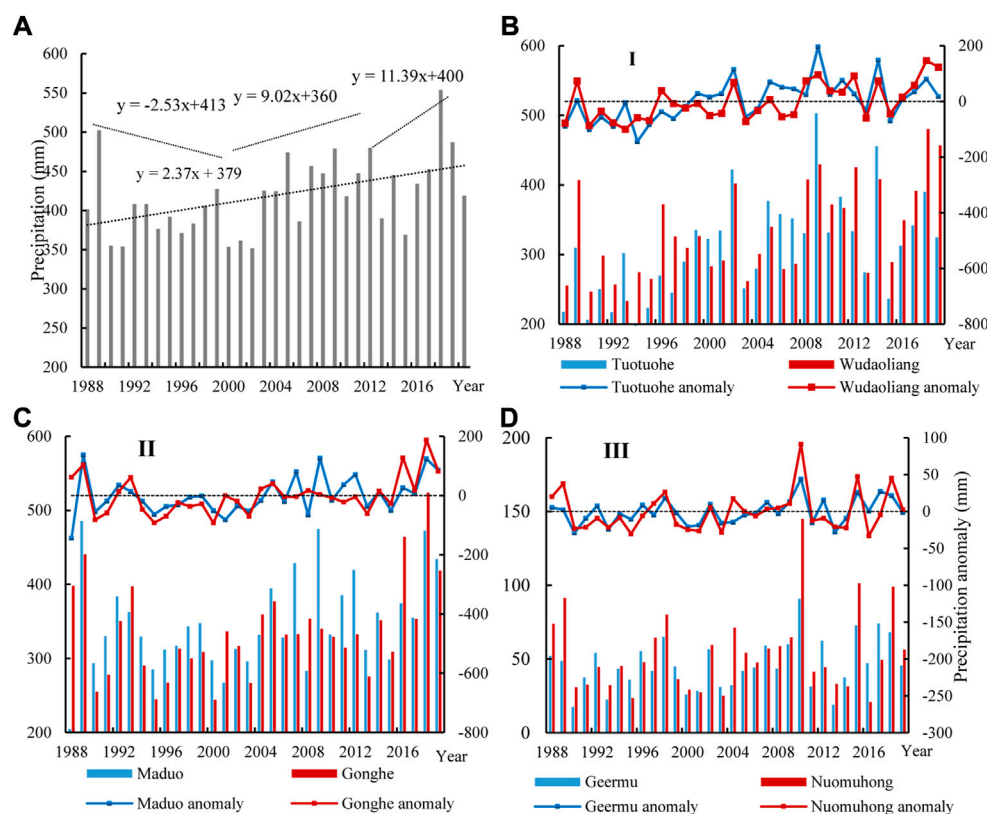 A
Precipitation (mm)
600
550
500
450
400
350
300
250
200
y = -2.53x+413
y = 9.02x+360
y = 11.39x+400
y = 2.37x + 379
1988 1992 1996 2000 2004 2008 2012 2016 Year
B
I
600
500
400
300
200
200
0
-200
-400
-600
-800
1988 1992 1996 2000 2004 2008 2012 2016
Tuotuohe Wudaoliang
Tuotuohe anomaly Wudaoliang anomaly
C
II
600
500
400
300
200
200
0
-200
-400
-600
-800
1988 1992 1996 2000 2004 2008 2012 2016 Year
Maduo Gonghe
Maduo anomaly Gonghe anomaly
D
III
200
150
100
50
0
100
50
0
-50
-100
-150
-200
-250
-300
Precipitation anomaly (mm)
1988 1992 1996 2000 2004 2008 2012 2016 Year
Geermu Nuomuhong
Geermu anomaly Nuomuhong anomaly